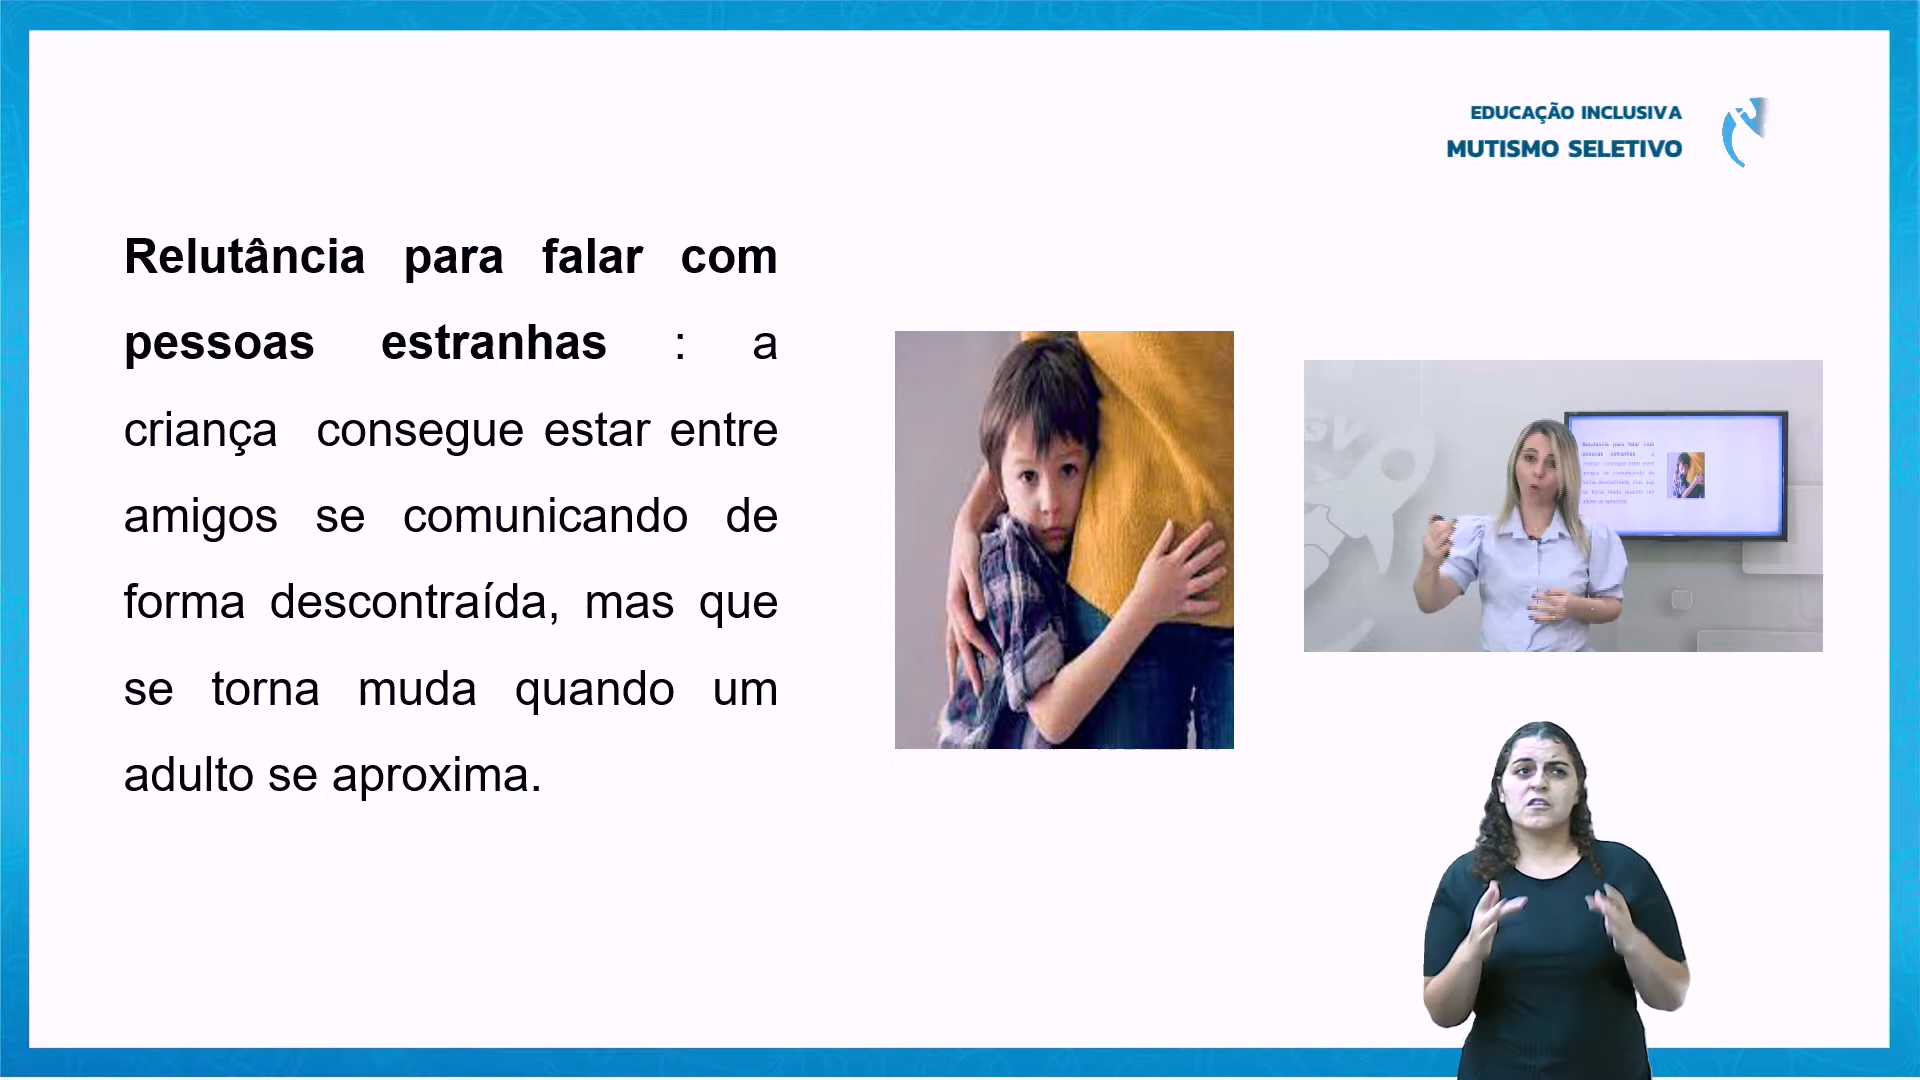 EDUCAÇÃO INCLUSIVA
MUTISMO SELETIVO
Relutância para falar com
pessoas estranhas : a
criança consegue estar entre
amigos se comunicando de
forma descontraída, mas que
se torna muda quando um
adulto se aproxima.